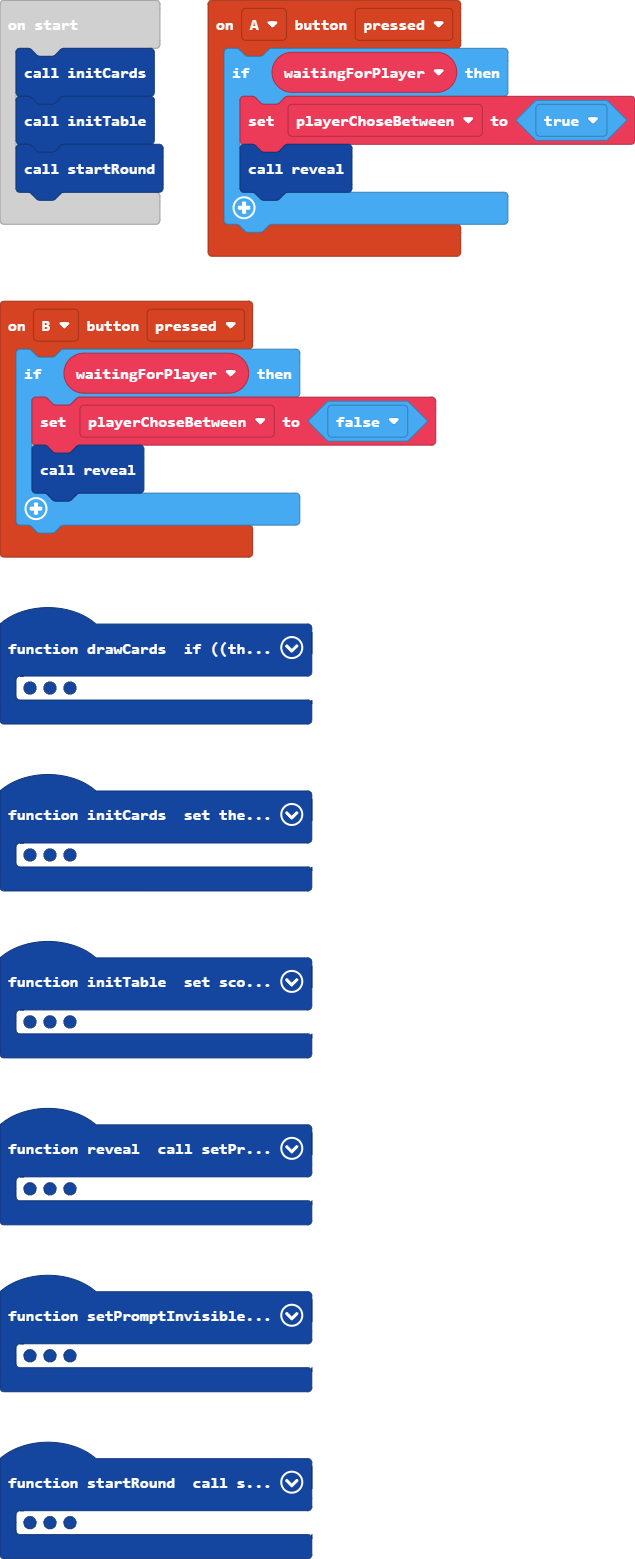 on start
call initCards
call initTable
call startRound
on A button pressed
if waitingForPlayer then
set playerChoseBetween to true
call reveal
on B button pressed
if waitingForPlayer then
set playerChoseBetween to false
call reveal
function drawCards if ((th...
function initCards set the...
function initTable set sco...
function reveal call setPr...
function setPromptInvisible...
function startRound call s...